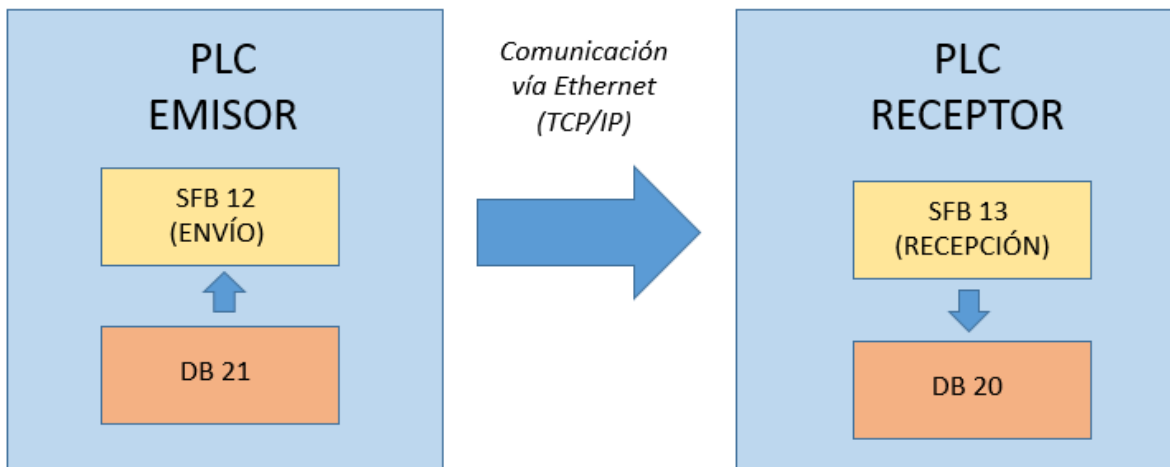 PLC
EMISOR
SFB 12
(ENVÍO)
DB 21
Comunicación
vía Ethernet
(TCP/IP)
PLC
RECEPTOR
SFB 13
(RECEPCIÓN)
DB 20